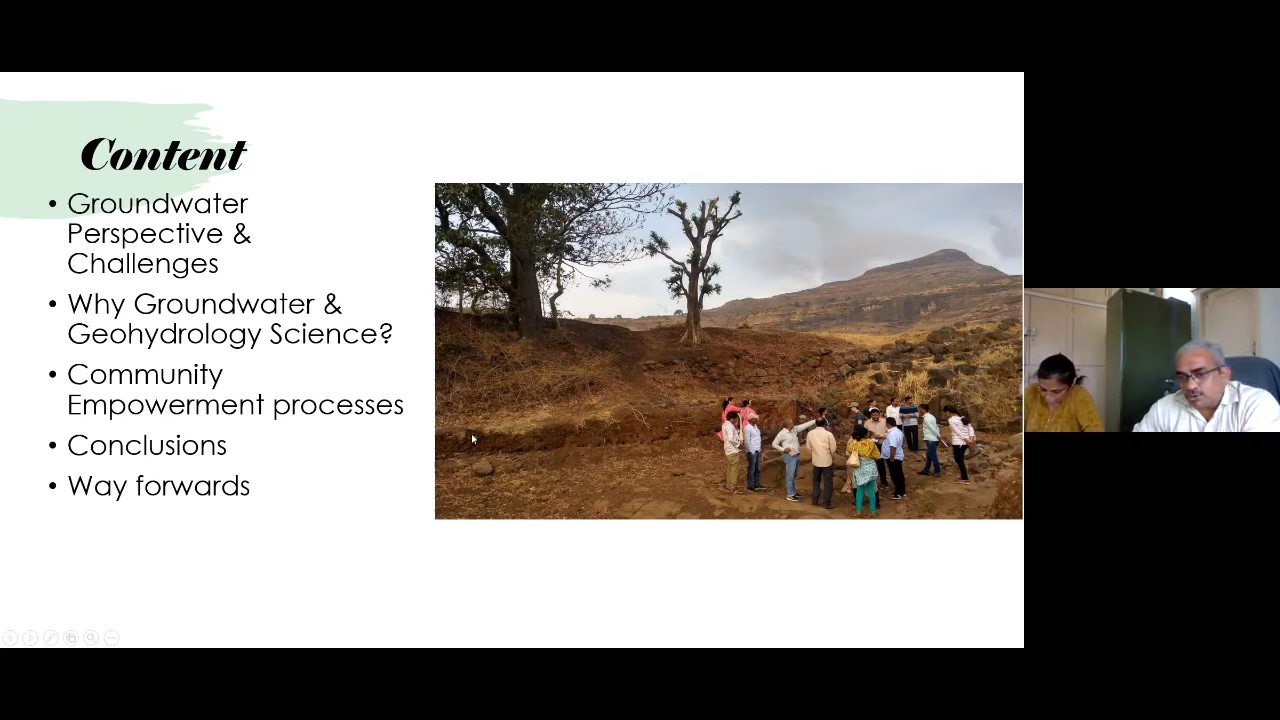 Content
• Groundwater
Perspective &
Challenges
• Why Groundwater &
Geohydrology Science?
• Community
Empowerment processes
• Conclusions
• Way forwards